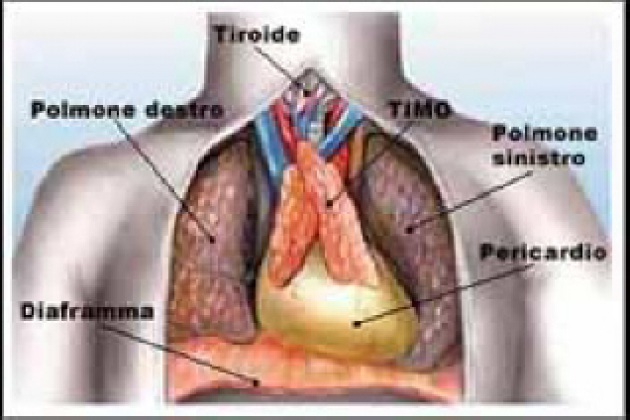 Tiroide
Polmone destro
TIMO
Polmone
sinistro
Pericardio
Diaframma